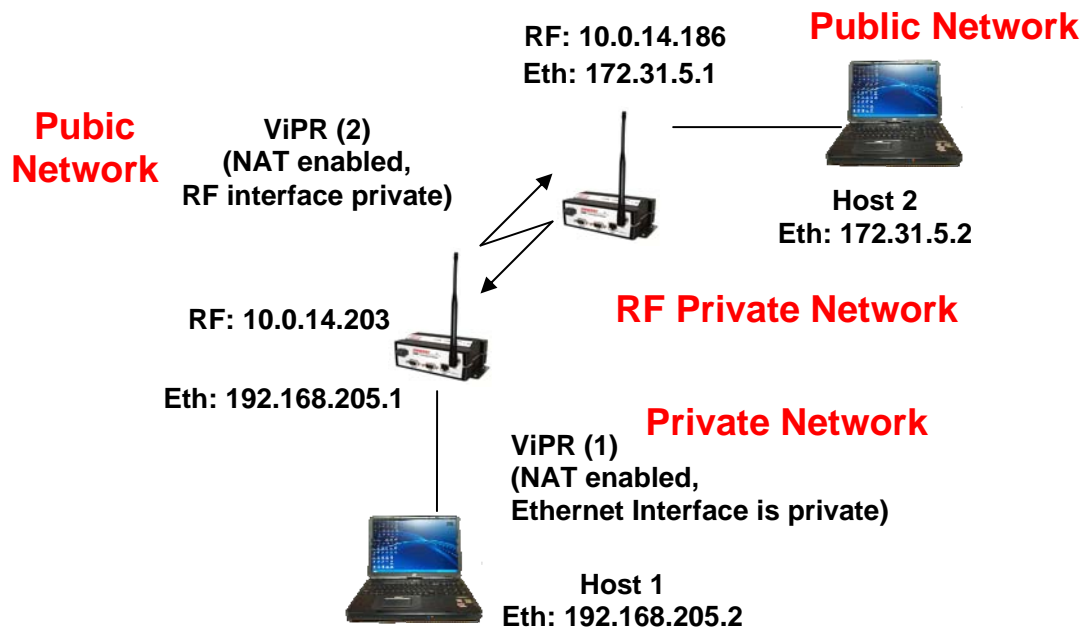 RF: 10.0.14.186
Eth: 172.31.5.1
Public Network
Pubic
Network
ViPR (2)
(NAT enabled,
RF interface private)
Host 2
Eth: 172.31.5.2
RF: 10.0.14.203
RF Private Network
Eth: 192.168.205.1
Private Network
ViPR (1)
(NAT enabled,
Ethernet Interface is private)
Host 1
Eth: 192.168.205.2